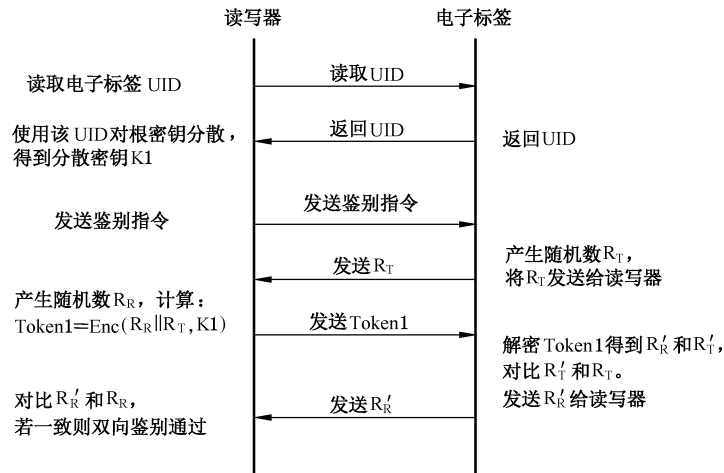 读写器
电子标签
读取电子标签 UID
读取UID
使用该 UID对根密钥分散，
得到分散密钥K1
返回UID
返回UID
发送鉴别指令
发送鉴别指令
产生随机数R_T，
将R_T发送给读写器
发送 R_T
产生随机数R_R，计算：
Token1=Enc(R_R||R_T,K1)
发送Token1
解密Token1得到R_R′和R_T′，
对比R_T′和R_T。
发送R_R′给读写器
对比R_R′和R_R，
若一致则双向鉴别通过
发送R_R′